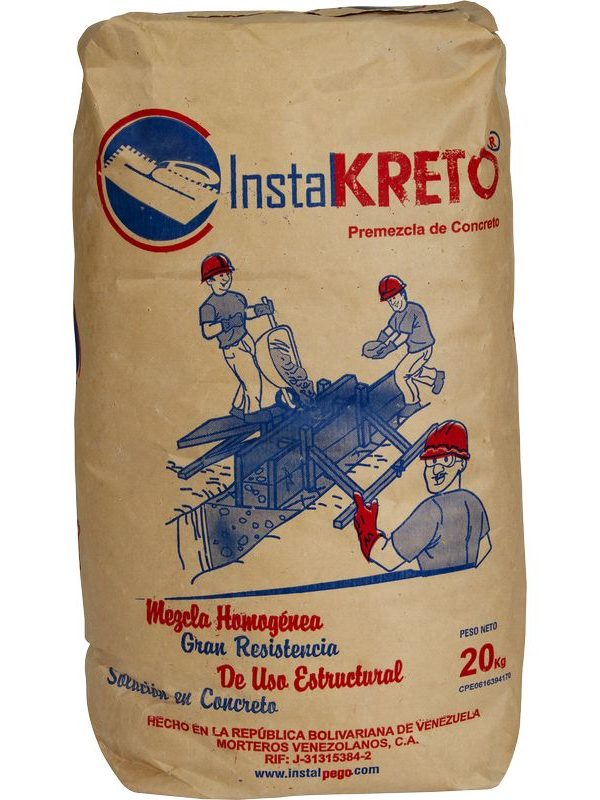 InstalKRETO®
Premezcla de Concreto
Mezcla Homogénea
Gran Resistencia
De Uso Estructural
Solución en Concreto
PESO NETO
20Kg
CPE0616394170
HECHO EN LA REPÚBLICA BOLIVARIANA DE VENEZUELA
MORTEROS VENEZOLANOS, C.A.
RIF: J-31315384-2
www.instalpego.com